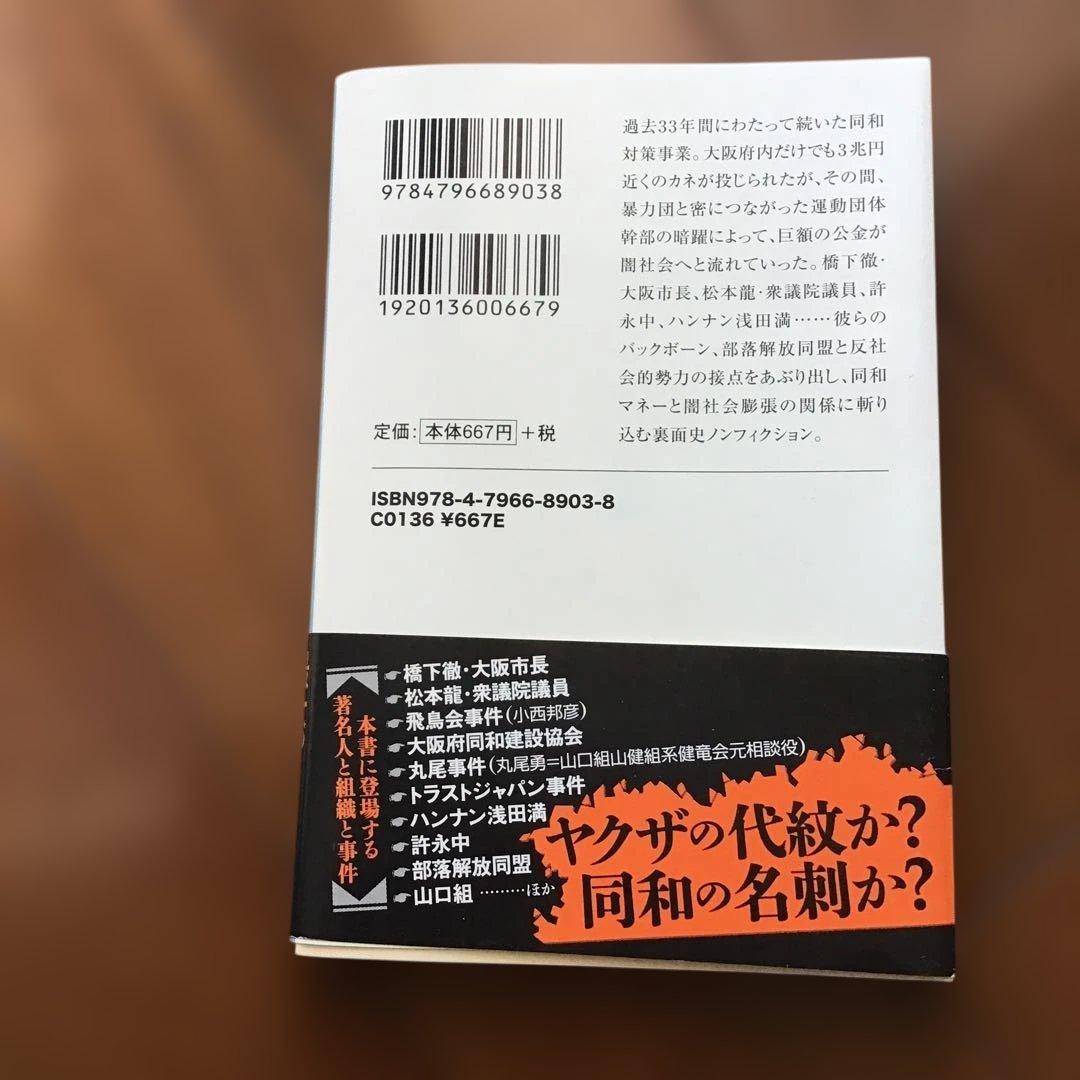 9784796689038
1920136006679
定価：本体667円＋税
過去33年間にわたって続いた同和
対策事業。大阪府内だけでも3兆円
近くのカネが投じられたが、その間、
暴力団と密につながった運動団体
幹部の暗躍によって、巨額の公金が
闇社会へと流れていった。橋下徹・
大阪市長、松本龍・衆議院議員、許
永中、ハンナン浅田満……彼らの
バックボーン、部落解放同盟と反社
会的勢力の接点をあぶり出し、同和
マネーと闇社会膨張の関係に斬り
込む裏面史ノンフィクション。
ISBN978-4-7966-8903-8
C0136 ¥667E
本書に登場する
著名人と組織と事件
☛橋下徹・大阪市長
☛松本龍・衆議院議員
☛飛鳥会事件（小西邦彦）
☛大阪府同和建設協会
☛丸尾事件（丸尾勇＝山口組山健組系健竜会元相談役）
☛トラストジャパン事件
☛ハンナン浅田満
☛許永中
☛部落解放同盟
☛山口組………ほか
ヤクザの代紋か？
同和の名刺か？